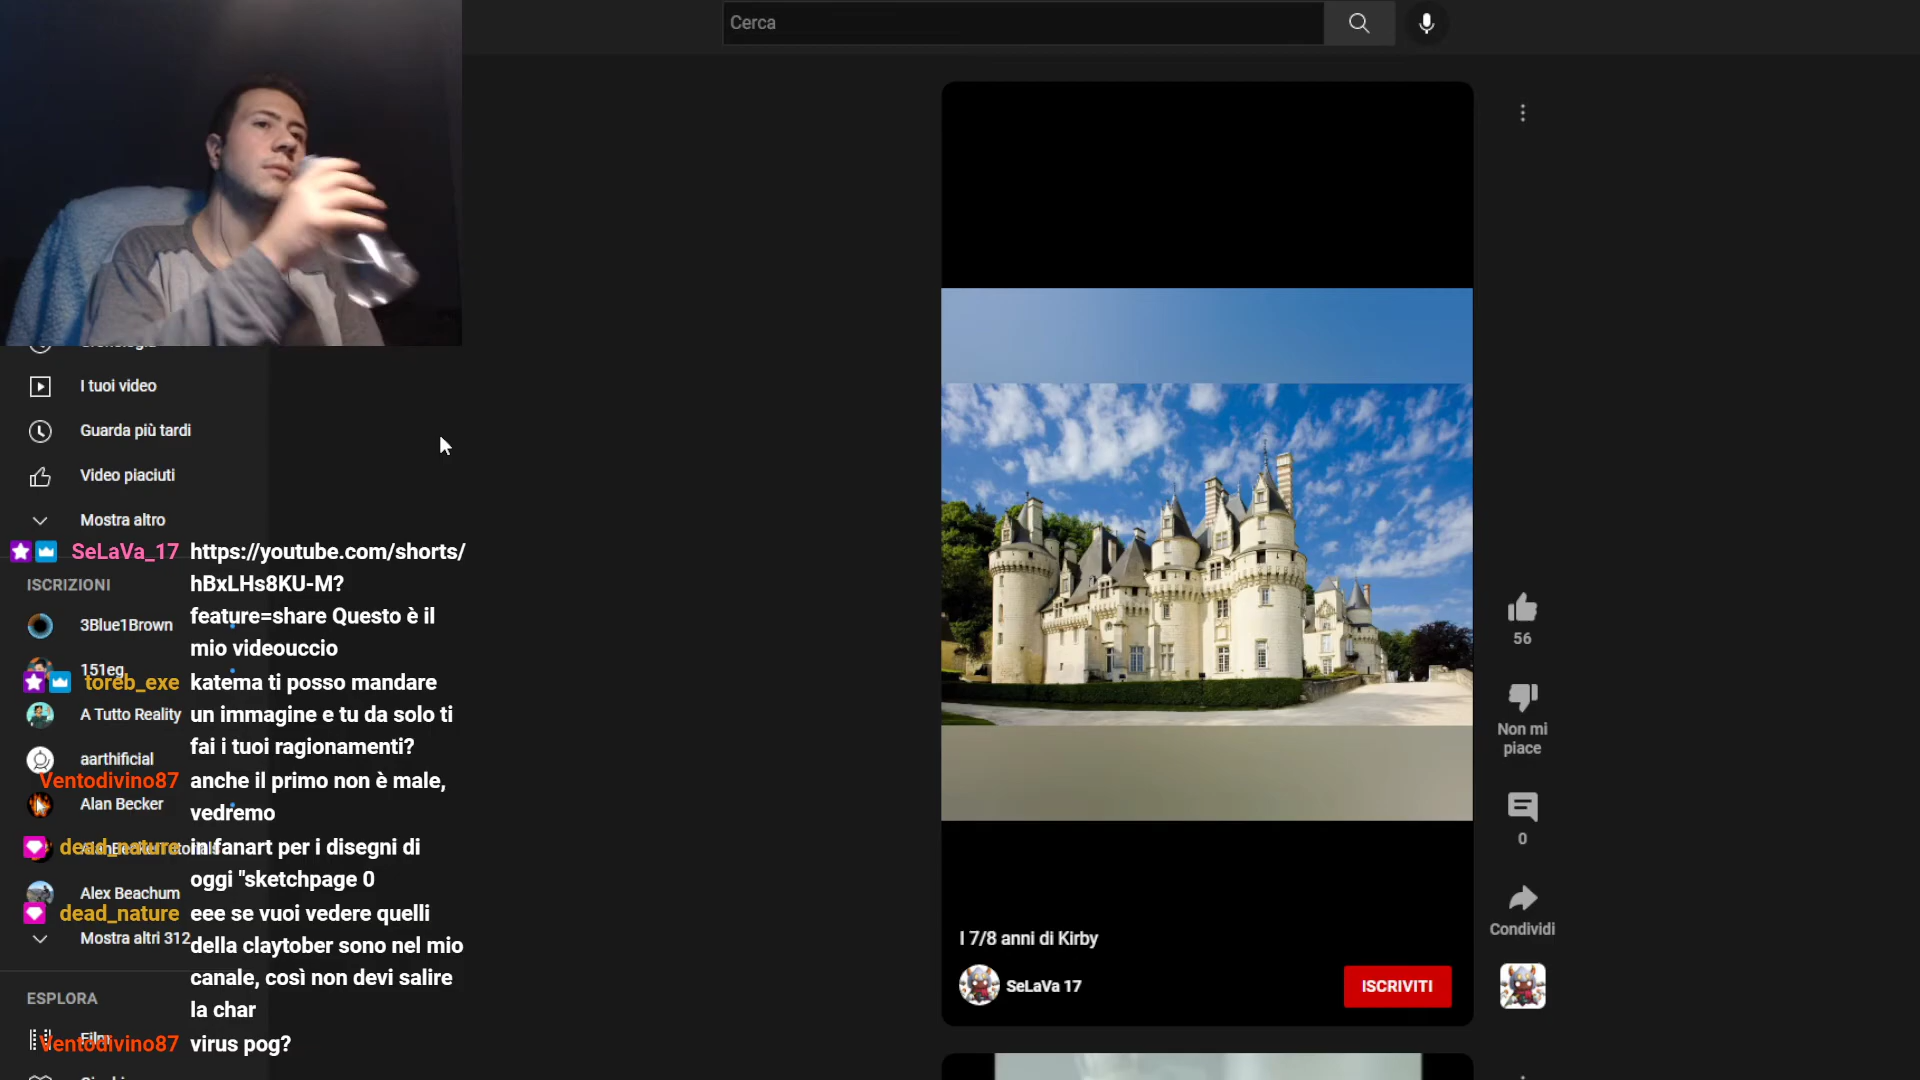 Cerca
I tuoi video
Guarda più tardi
Video piaciuti
Mostra altro
SeLaVa_17 https://youtube.com/shorts/
hBxLHs8KU-M?
feature=share Questo è il
mio videouccio
ISCRIZIONI
3Blue1Brown
151eg
toreb_exe katema ti posso mandare
un immagine e tu da solo ti
fai i tuoi ragionamenti?
A Tutto Reality
aarthificial
Ventodivino87 anche il primo non è male,
vedremo
Alan Becker
dead_nature in fanart per i disegni di
oggi "sketchpage 0
Alex Beachum
dead_nature eee se vuoi vedere quelli
della claytober sono nel mio
canale, così non devi salire
la char
Mostra altri 312
ESPLORA
Film
Ventodivino87 virus pog?
56
Non mi
piace
0
Condividi
I 7/8 anni di Kirby
SeLaVa 17
ISCRIVITI